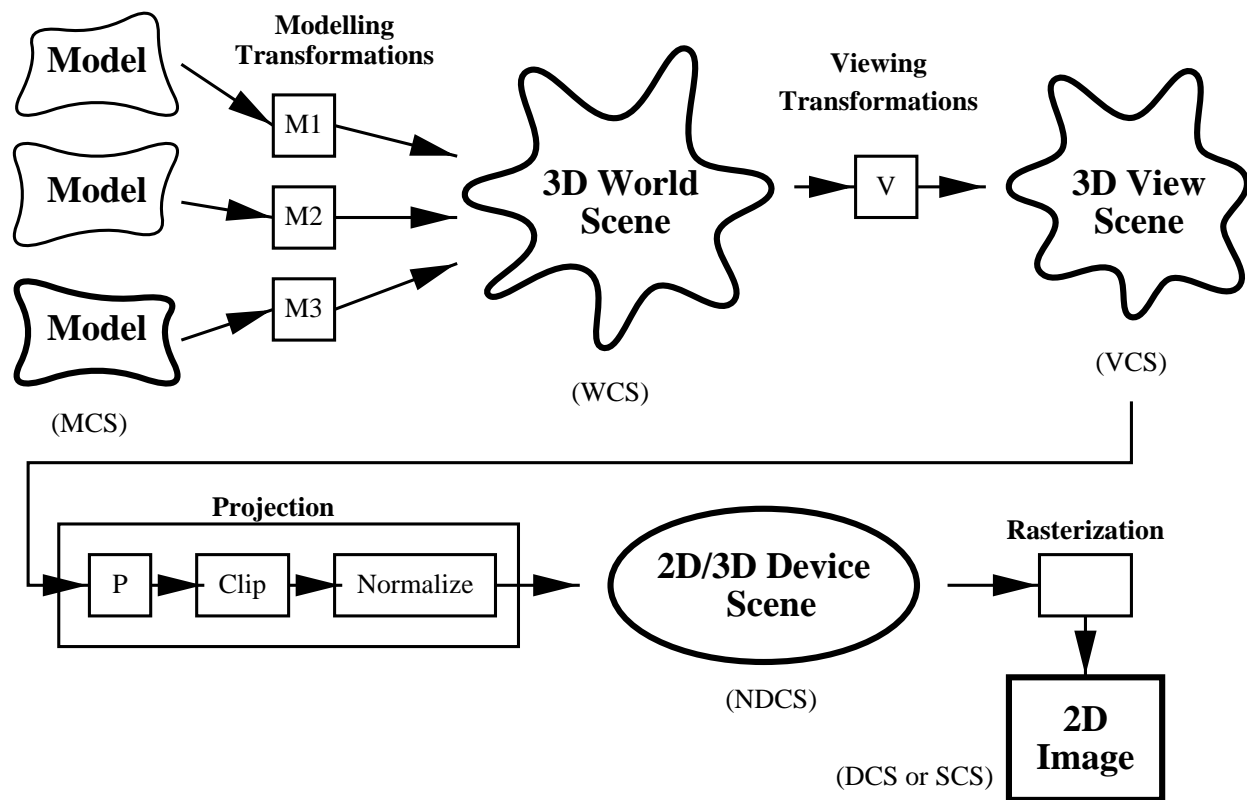 Modelling
Transformations
Model
Model
Model
(MCS)
M1
M2
M3
3D World
Scene
(WCS)
Viewing
Transformations
V
3D View
Scene
(VCS)
Projection
P
Clip
Normalize
2D/3D Device
Scene
(NDCS)
Rasterization
2D
Image
(DCS or SCS)